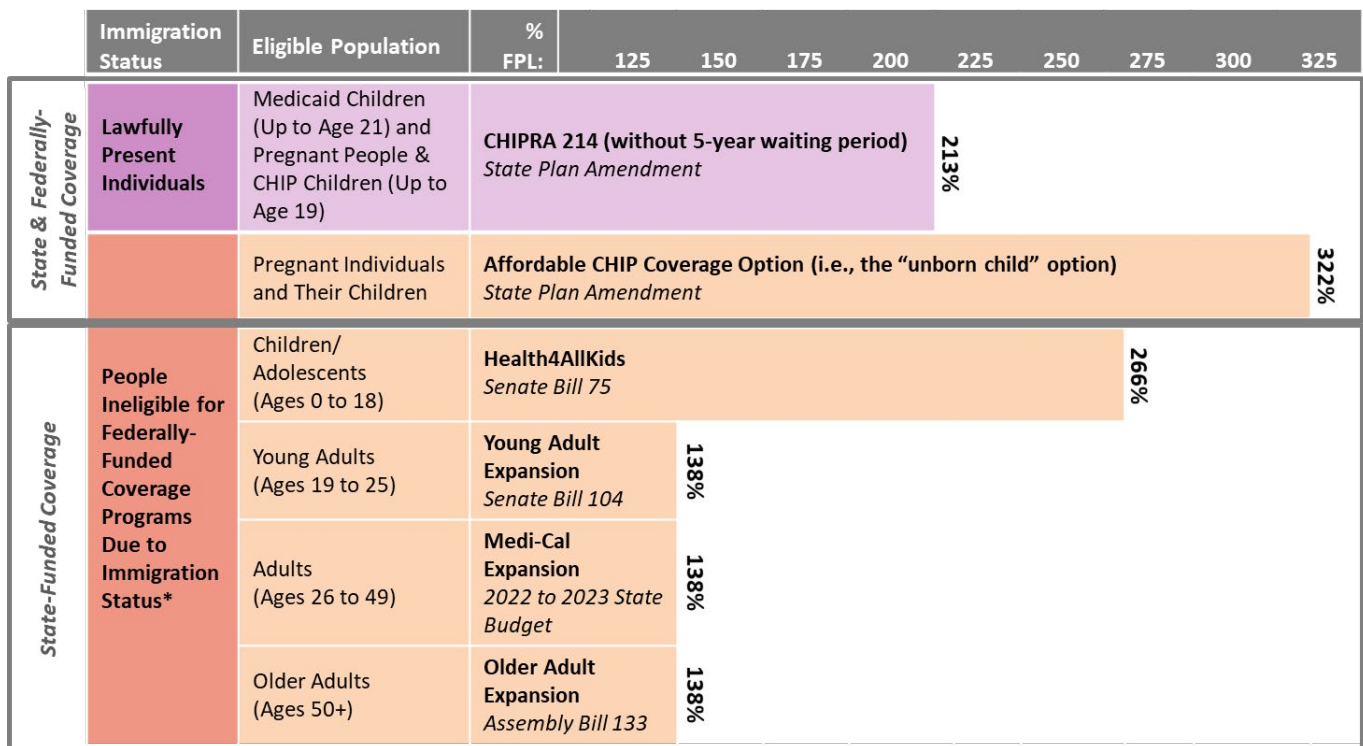 Immigration
Status
Eligible Population
%
FPL:
125 150 175 200 225 250 275 300 325
State & Federally-
Funded Coverage
Lawfully
Present
Individuals
Medicaid Children
(Up to Age 21) and
Pregnant People &
CHIP Children (Up to
Age 19)
CHIPRA 214 (without 5-year waiting period)
State Plan Amendment
213%
Pregnant Individuals
and Their Children
Affordable CHIP Coverage Option (i.e., the “unborn child” option)
State Plan Amendment
322%
State-Funded Coverage
People
Ineligible for
Federally-
Funded
Coverage
Programs
Due to
Immigration
Status*
Children/
Adolescents
(Ages 0 to 18)
Health4AllKids
Senate Bill 75
266%
Young Adults
(Ages 19 to 25)
Young Adult
Expansion
Senate Bill 104
138%
Adults
(Ages 26 to 49)
Medi-Cal
Expansion
2022 to 2023 State
Budget
138%
Older Adults
(Ages 50+)
Older Adult
Expansion
Assembly Bill 133
138%